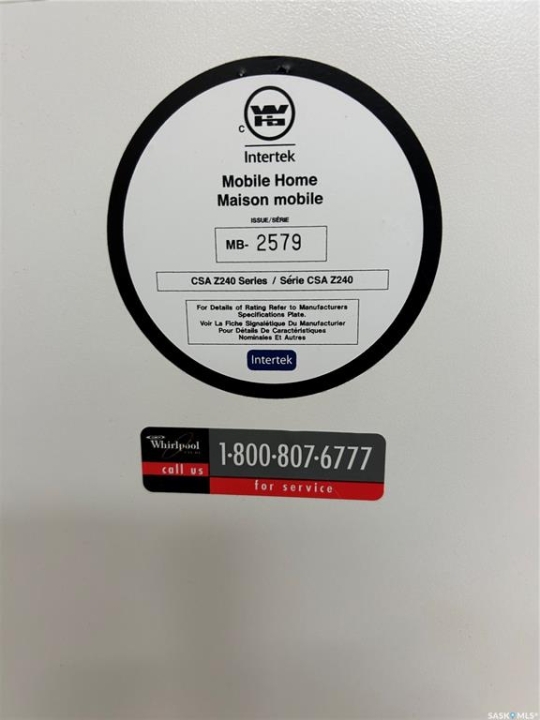 WH
C
Intertek
Mobile Home
Maison mobile
ISSUE/SÉRIE
MB- 2579
CSA Z240 Series / Série CSA Z240
For Details of Rating Refer to Manufacturers
Specifications Plate.
Voir La Fiche Signalétique Du Manufacturier
Pour Détails De Caractéristiques
Nominales Et Autres
Intertek
Whirlpool
call us
1·800·807·6777
for service
SASK MLS®